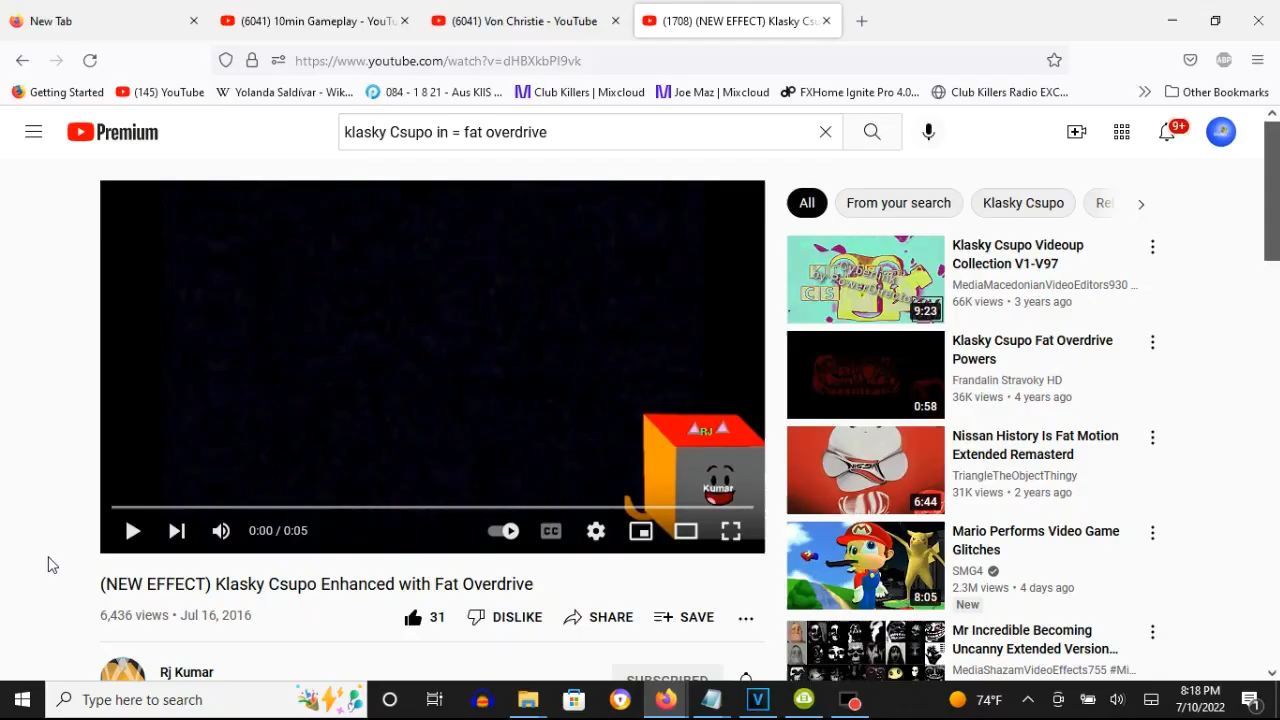 New Tab
(6041) 10min Gameplay - YouTu
(6041) Von Christie - YouTube
(1708) (NEW EFFECT) Klasky Csu
https://www.youtube.com/watch?v=dHBXkbPI9vk
ABP
Getting Started
(145) YouTube
Yolanda Saldívar - Wik...
084 - 1 8 21 - Aus KIIS ...
Club Killers | Mixcloud
Joe Maz | Mixcloud
FXHome Ignite Pro 4.0...
Club Killers Radio EXC...
Other Bookmarks
Premium
klasky Csupo in = fat overdrive
9+
RJ
Kumar
0:00 / 0:05
CC
(NEW EFFECT) Klasky Csupo Enhanced with Fat Overdrive
6,436 views • Jul 16, 2016
31
DISLIKE
SHARE
SAVE
Rj Kumar
SUBSCRIBED
All
From your search
Klasky Csupo
Rel
9:23
Klasky Csupo Videoup
Collection V1-V97
MediaMacedonianVideoEditors930 ...
66K views • 3 years ago
0:58
Klasky Csupo Fat Overdrive
Powers
Frandalin Stravoky HD
36K views • 4 years ago
6:44
Nissan History Is Fat Motion
Extended Remasterd
TriangleTheObjectThingy
31K views • 2 years ago
8:05
Mario Performs Video Game
Glitches
SMG4
2.3M views • 4 days ago
New
Mr Incredible Becoming
Uncanny Extended Version...
MediaShazamVideoEffects755 #Mi...
Type here to search
74°F
8:18 PM
7/10/2022
1